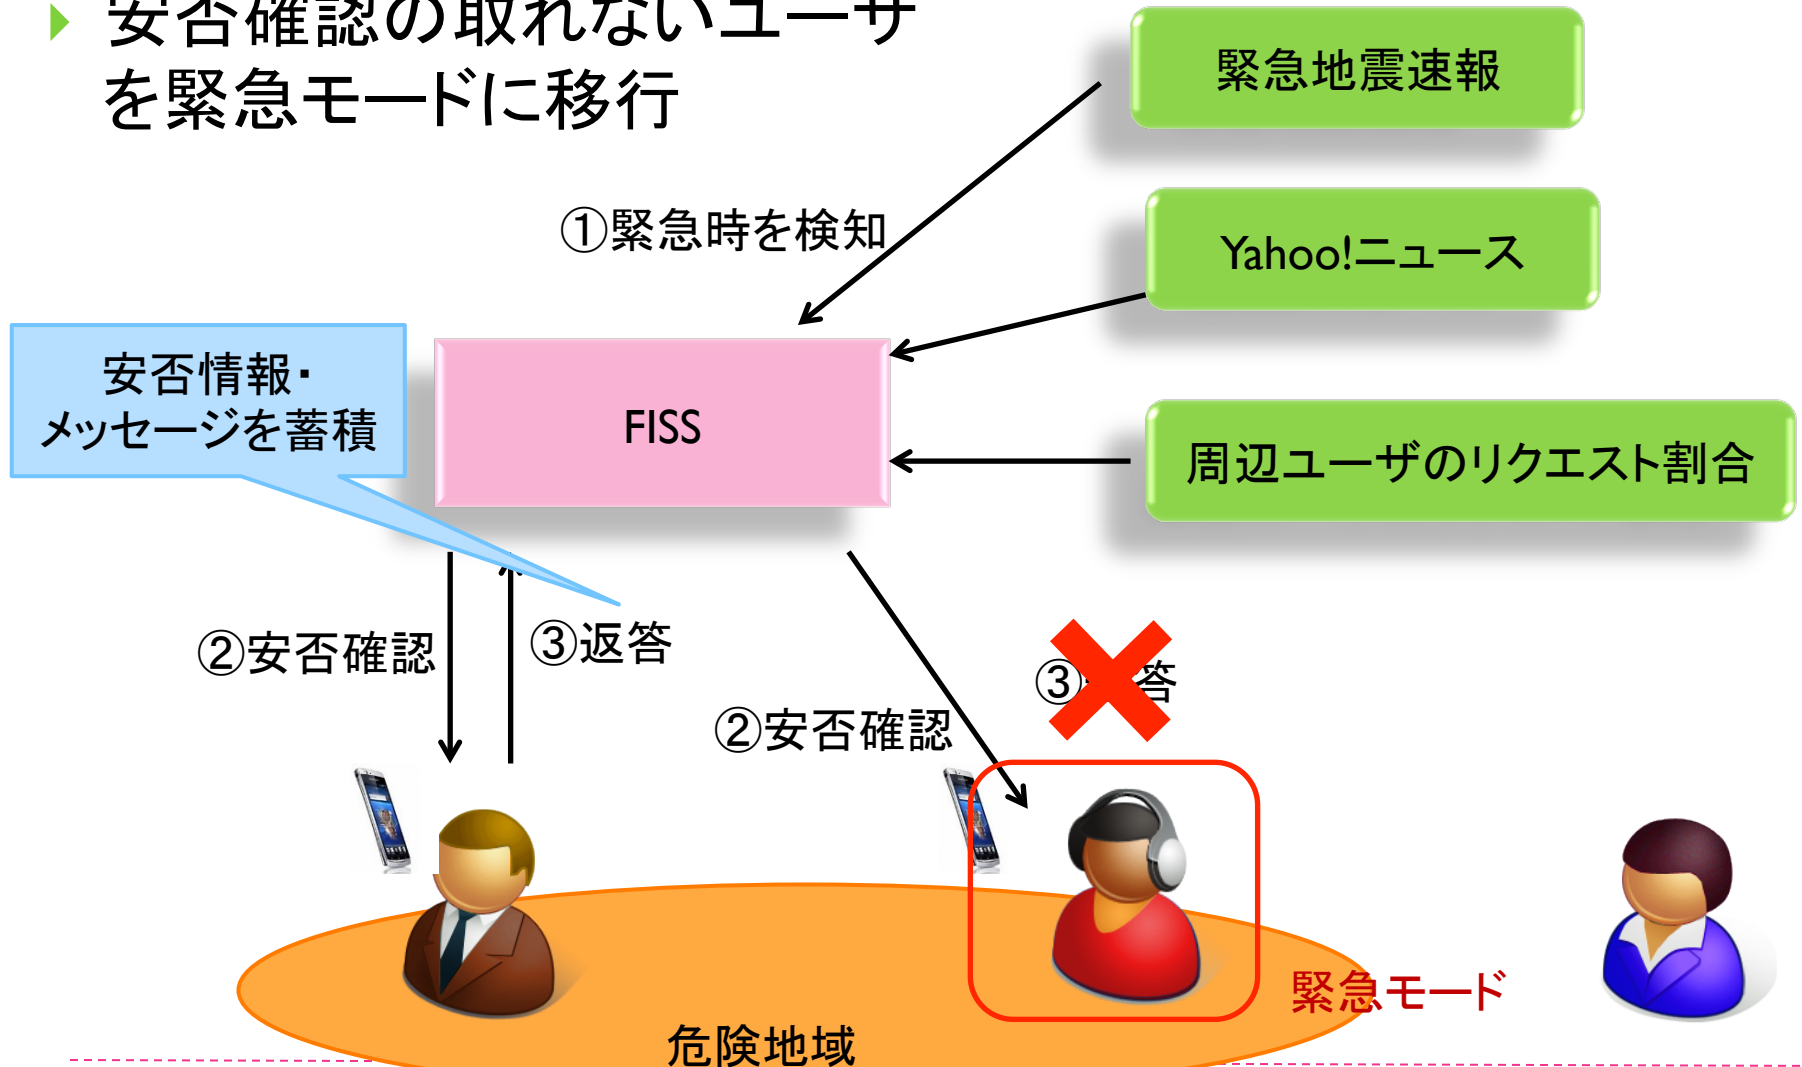 安否確認の取れないユーザ
を緊急モードに移行
緊急地震速報
①緊急時を検知
Yahoo!ニュース
安否情報・
メッセージを蓄積
FISS
周辺ユーザのリクエスト割合
②安否確認
③返答
③ 答
②安否確認
緊急モード
危険地域